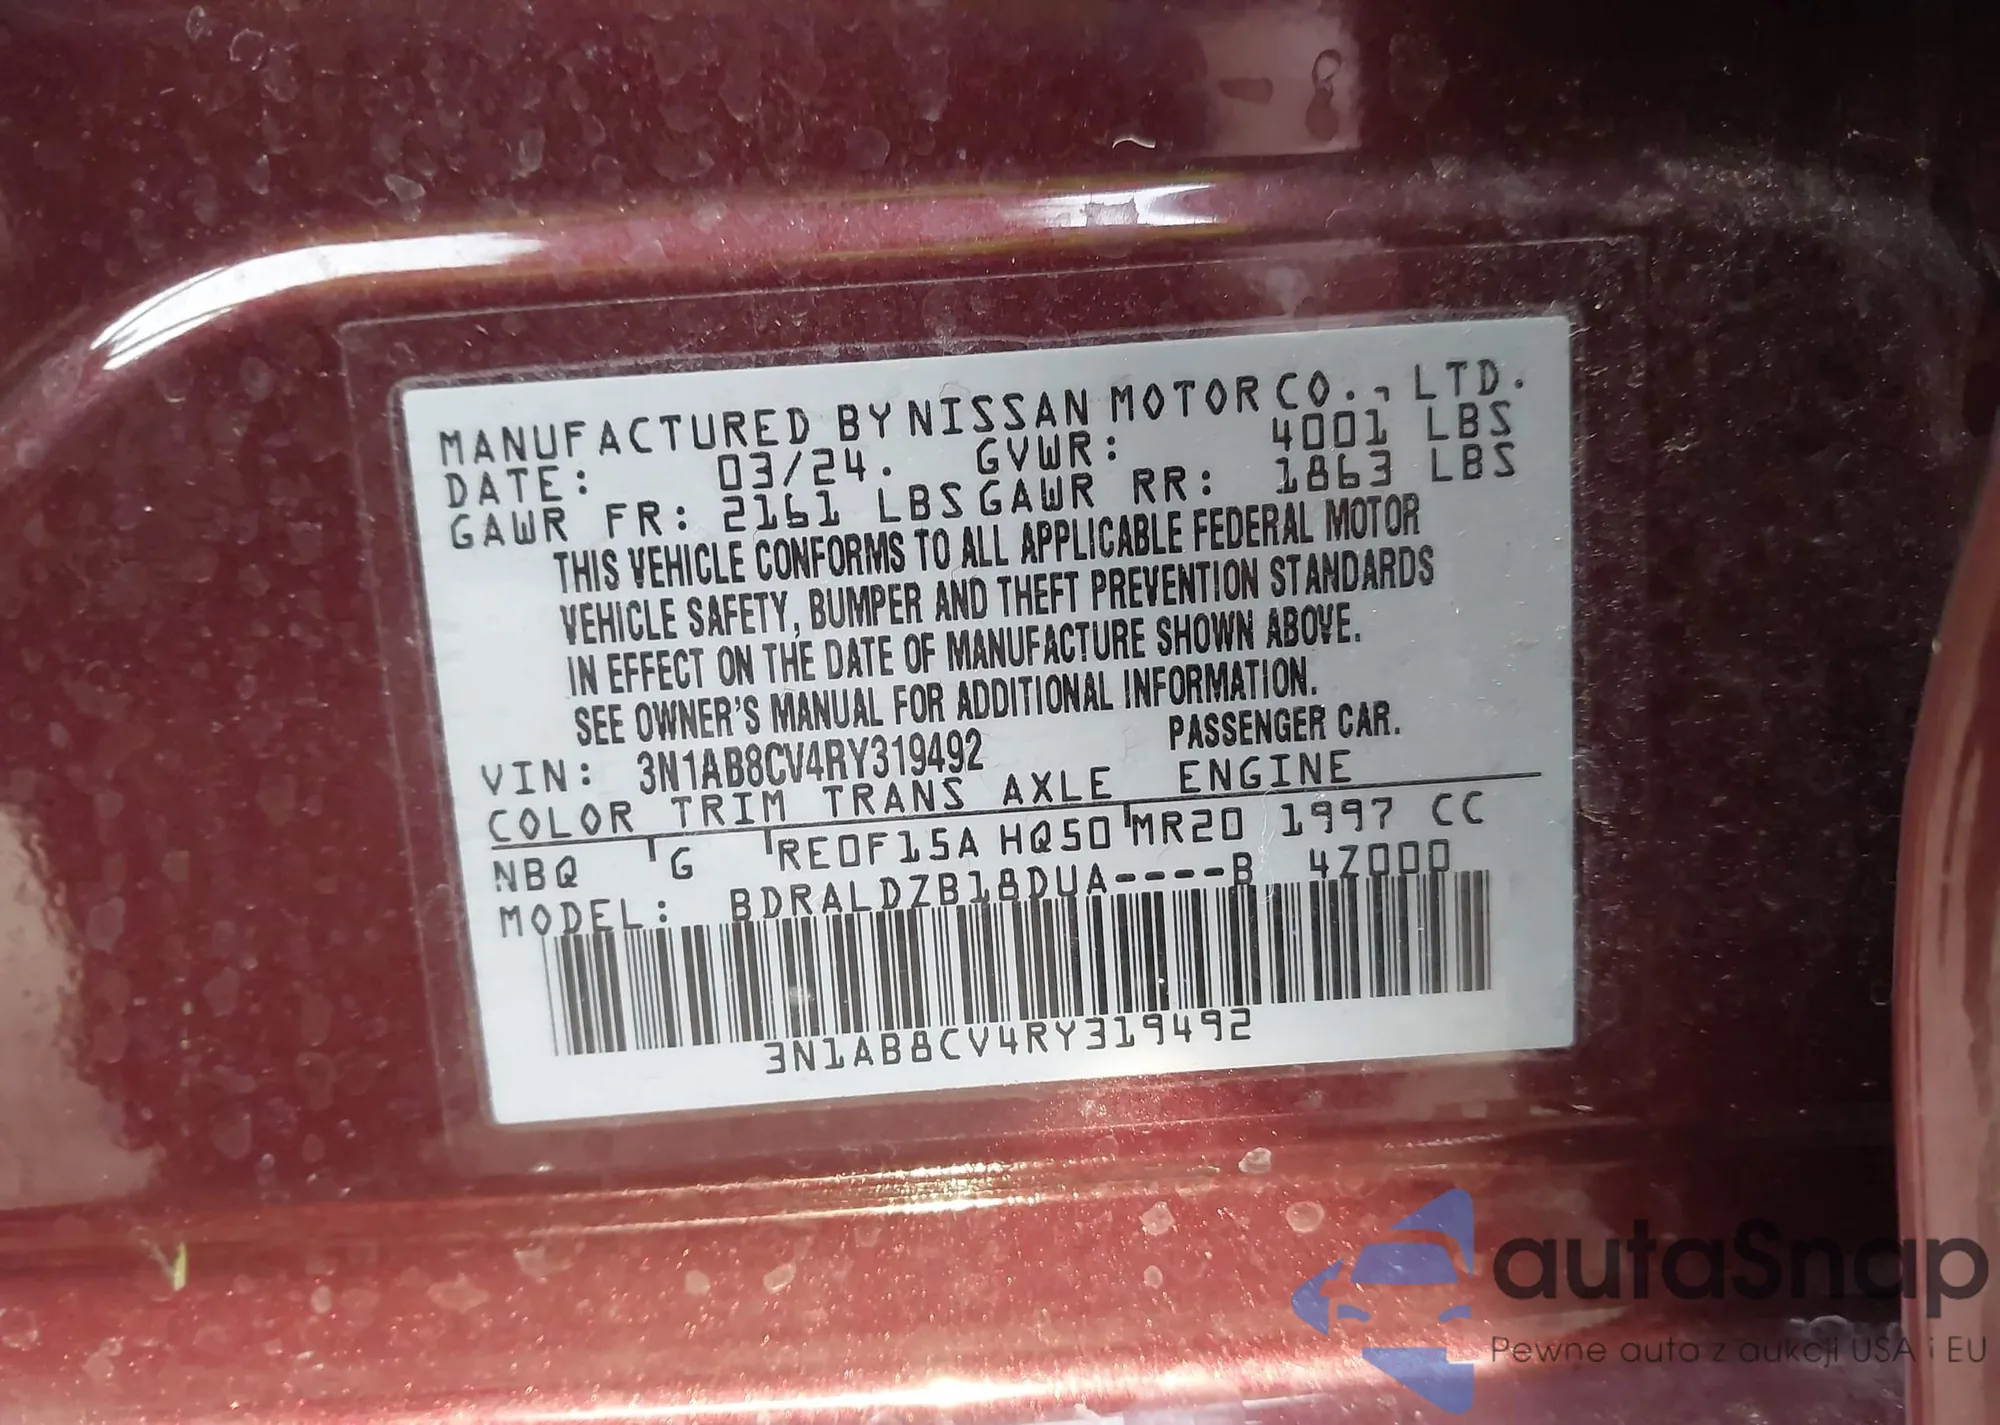 MANUFACTURED BY NISSAN MOTOR CO., LTD.
DATE: 03/24. GVWR: 4001 LBS
GAWR FR: 2161 LBS GAWR RR: 1863 LBS
THIS VEHICLE CONFORMS TO ALL APPLICABLE FEDERAL MOTOR
VEHICLE SAFETY, BUMPER AND THEFT PREVENTION STANDARDS
IN EFFECT ON THE DATE OF MANUFACTURE SHOWN ABOVE.
SEE OWNER'S MANUAL FOR ADDITIONAL INFORMATION.
VIN: 3N1AB8CV4RY319492 PASSENGER CAR.
COLOR TRIM TRANS AXLE ENGINE
NBQ G RE0F15A HQ50 MR20 1997 CC
MODEL: BDRALDZB18DUA----B 4Z000
3N1AB8CV4RY319492
autaSnap
Pewne auta z aukcji USA i EU